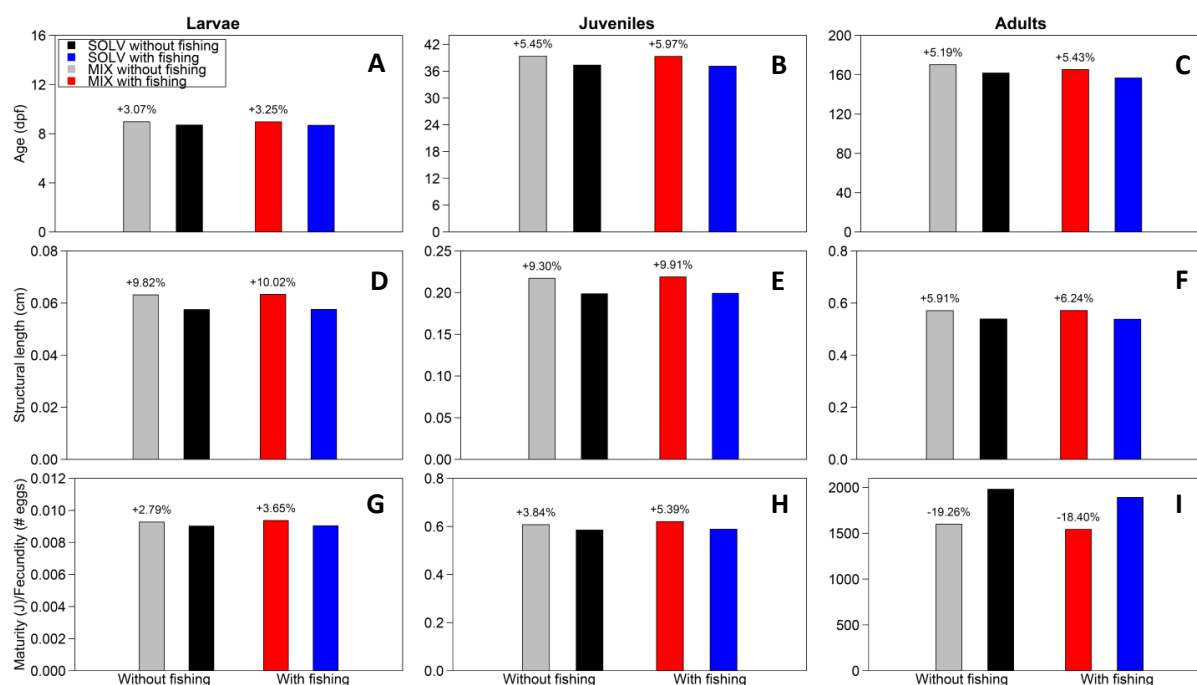 Larvae
Juveniles
Adults
Age (dpf)
16
12
8
4
0
SOLV without fishing
SOLV with fishing
MIX without fishing
MIX with fishing
A
+3.07%
+3.25%
42
36
30
24
18
12
6
0
+5.45%
+5.97%
B
200
160
120
80
40
0
+5.19%
+5.43%
C
Structural length (cm)
0.08
0.06
0.04
0.02
0.00
+9.82%
+10.02%
D
0.25
0.20
0.15
0.10
0.05
0.00
+9.30%
+9.91%
E
0.8
0.6
0.4
0.2
0.0
+5.91%
+6.24%
F
Maturity (J)/Fecundity (# eggs)
0.012
0.010
0.008
0.006
0.004
0.002
0.000
+2.79%
+3.65%
G
0.8
0.6
0.4
0.2
0.0
+3.84%
+5.39%
H
2000
1500
1000
500
0
-19.26%
-18.40%
I
Without fishing
With fishing
Without fishing
With fishing
Without fishing
With fishing